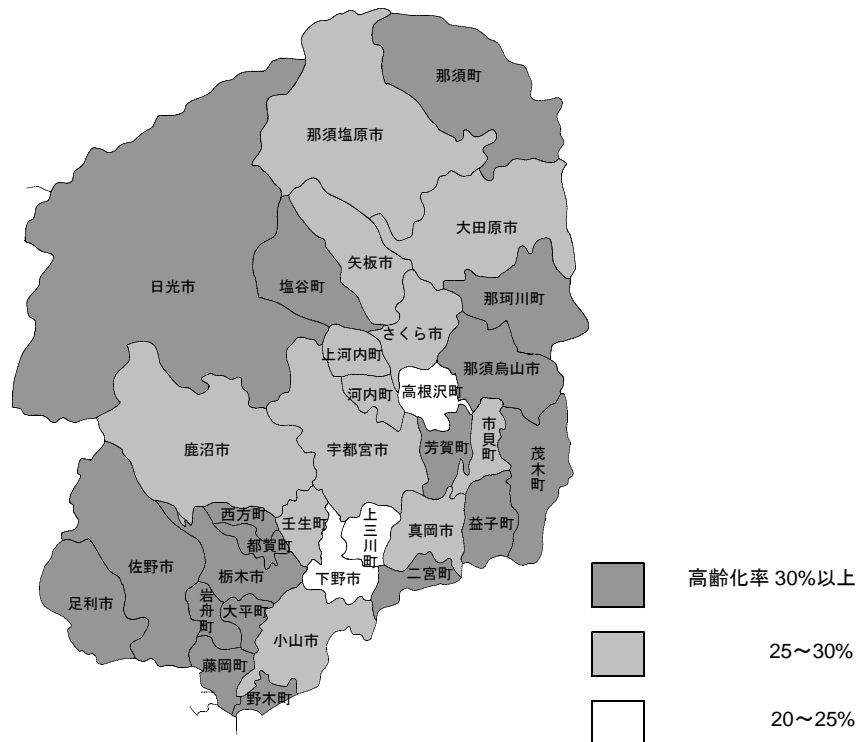 那須町
那須塩原市
大田原市
矢板市
日光市
塩谷町
那珂川町
さくら市
上河内町
那須烏山市
河内町
高根沢町
市貝町
鹿沼市
宇都宮市
芳賀町
茂木町
西方町
壬生町
上三川町
真岡市
益子町
都賀町
佐野市
栃木市
下野市
二宮町
足利市
岩舟町
大平町
小山市
藤岡町
野木町
高齢化率 30%以上
25～30%
20～25%